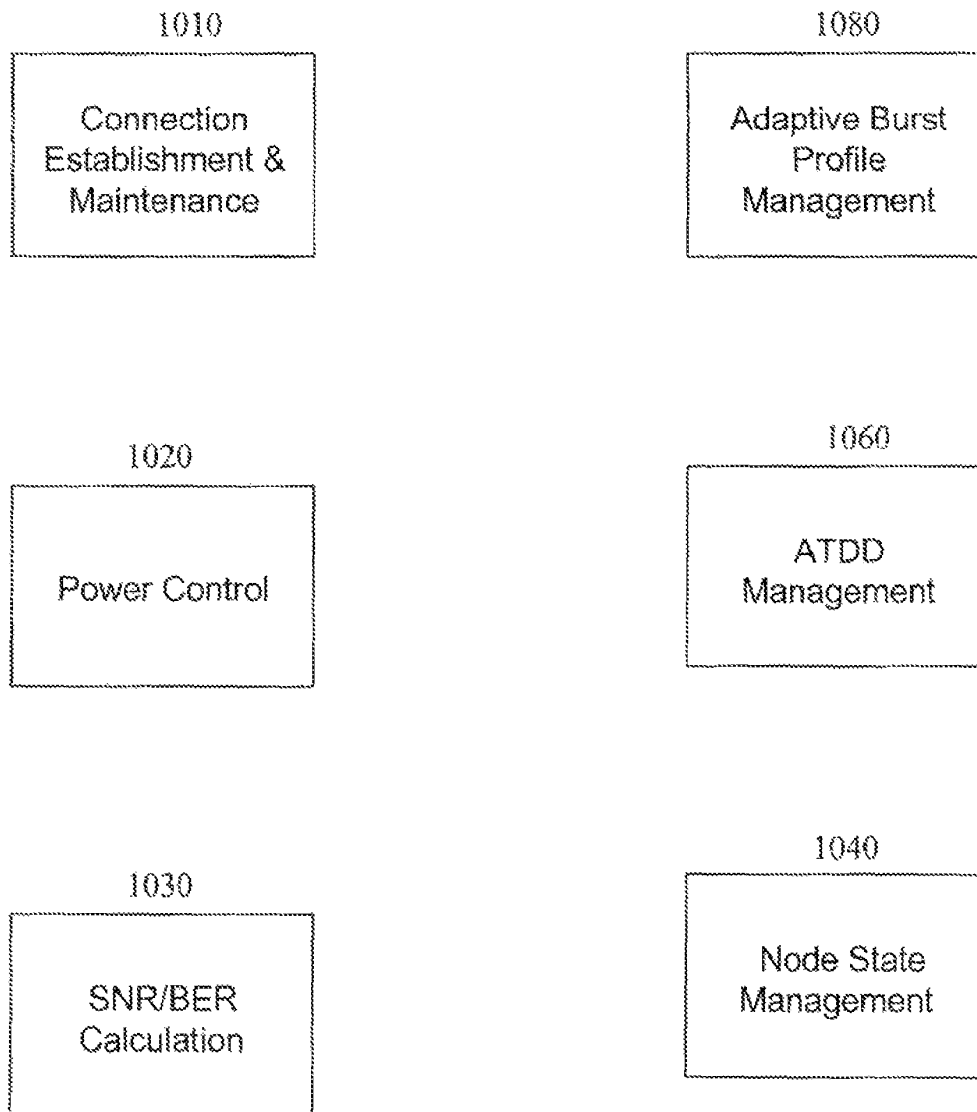 1010
Connection
Establishment &
Maintenance
1080
Adaptive Burst
Profile
Management
1020
Power Control
1060
ATDD
Management
1030
SNR/BER
Calculation
1040
Node State
Management